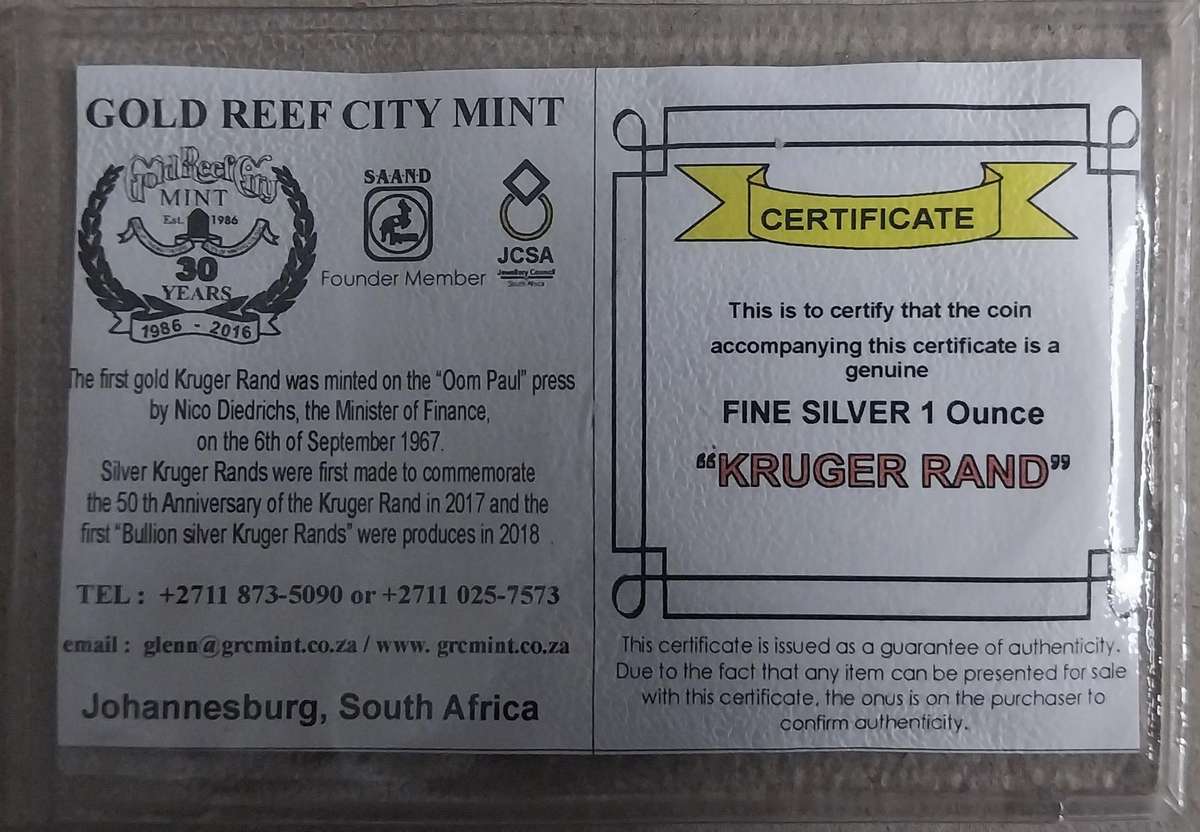 GOLD REEF CITY MINT
Gold Reef City
MINT
Est. 1986
30
YEARS
1986 - 2016
SAAND
Founder Member
JCSA
Jewellery Council
South Africa
The first gold Kruger Rand was minted on the “Oom Paul” press
by Nico Diedrichs, the Minister of Finance,
on the 6th of September 1967.
Silver Kruger Rands were first made to commemorate
the 50 th Anniversary of the Kruger Rand in 2017 and the
first “Bullion silver Kruger Rands” were produces in 2018
TEL : +2711 873-5090 or +2711 025-7573
email : glenn@grcmint.co.za / www. grcmint.co.za
Johannesburg, South Africa
CERTIFICATE
This is to certify that the coin
accompanying this certificate is a
genuine
FINE SILVER 1 Ounce
“KRUGER RAND”
This certificate is issued as a guarantee of authenticity.
Due to the fact that any item can be presented for sale
with this certificate, the onus is on the purchaser to
confirm authenticity.